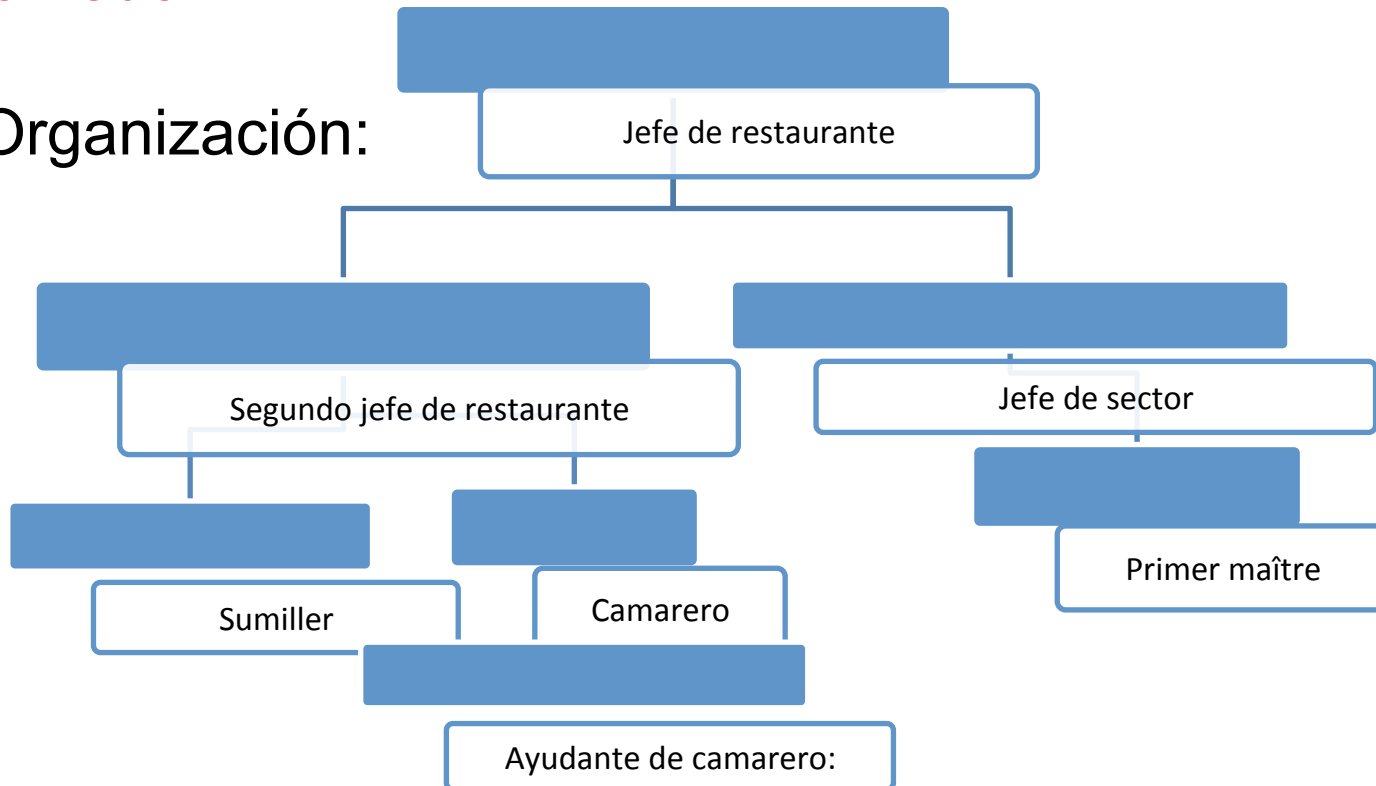 Organización:
Jefe de restaurante
Segundo jefe de restaurante
Jefe de sector
Sumiller
Camarero
Primer maître
Ayudante de camarero: